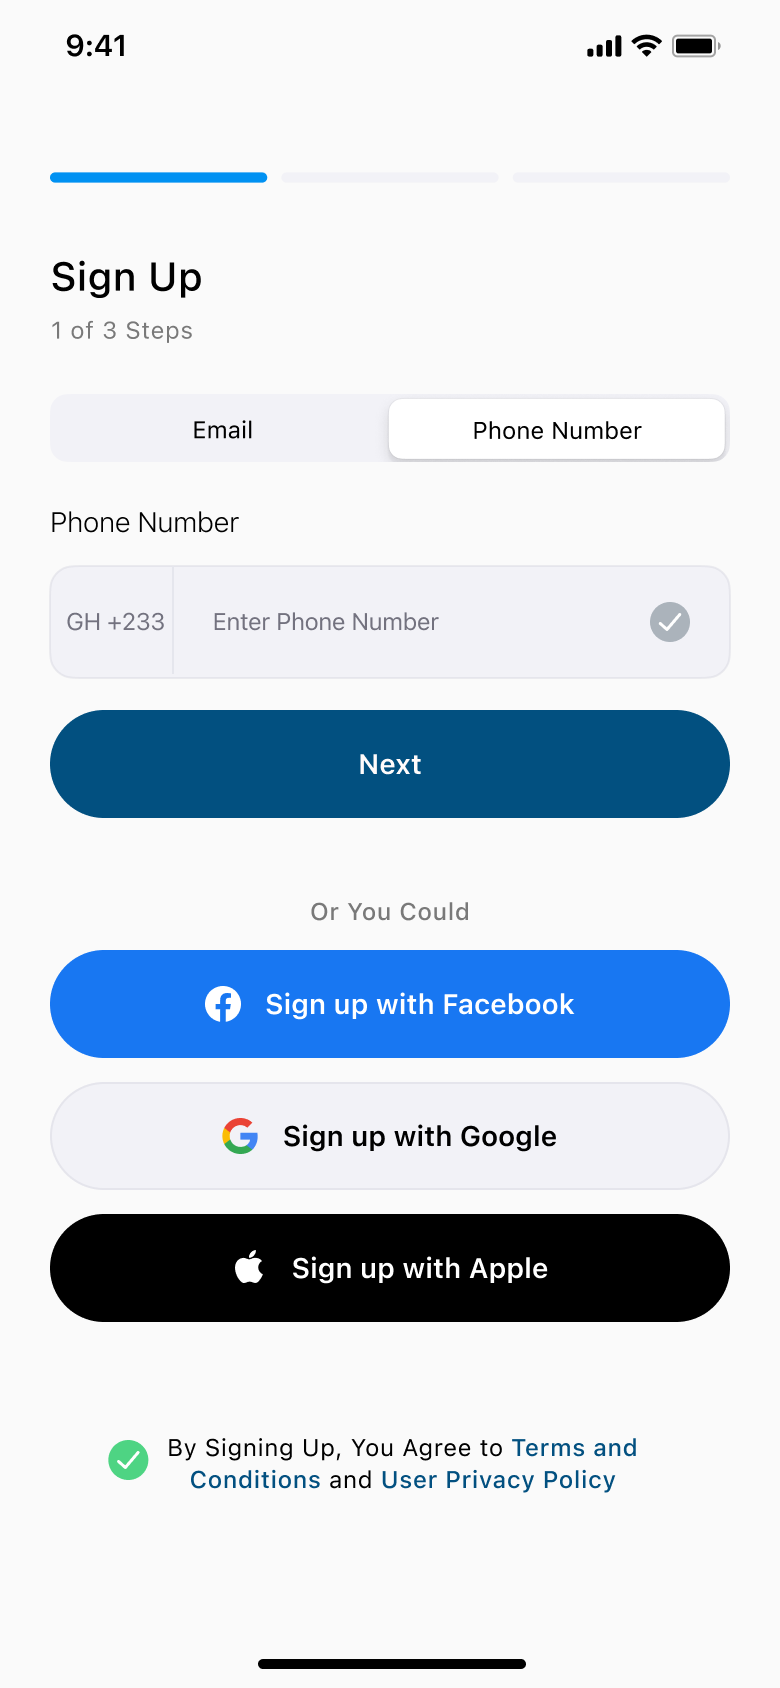 9:41
Sign Up
1 of 3 Steps
Email
Phone Number
Phone Number
GH +233
Enter Phone Number
Next
Or You Could
Sign up with Facebook
Sign up with Google
Sign up with Apple
By Signing Up, You Agree to Terms and
Conditions and User Privacy Policy